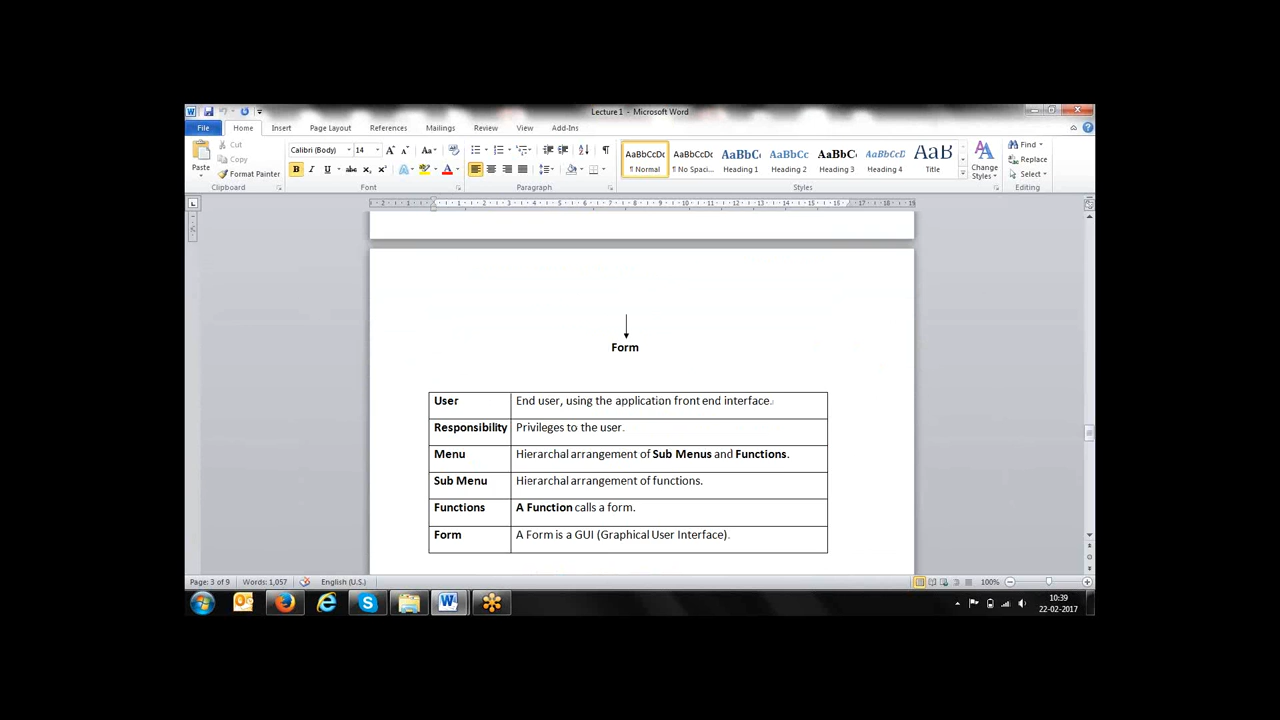 Lecture 1 - Microsoft Word
File Home Insert Page Layout References Mailings Review View Add-Ins
Paste
Cut
Copy
Format Painter
Clipboard
Calibri (Body) 14
Font
Paragraph
AaBbCcDc AaBbCcDc AaBbCc AaBbCc AaBbCc AaBbCc AaB
¶ Normal ¶ No Spaci... Heading 1 Heading 2 Heading 3 Heading 4 Title
Styles
Change
Styles
Find
Replace
Select
Editing
Form
User End user, using the application front end interface.
Responsibility Privileges to the user.
Menu Hierarchal arrangement of Sub Menus and Functions.
Sub Menu Hierarchal arrangement of functions.
Functions A Function calls a form.
Form A Form is a GUI (Graphical User Interface).
Page: 3 of 9 Words: 1,057 English (U.S.) 100%
10:39
22-02-2017